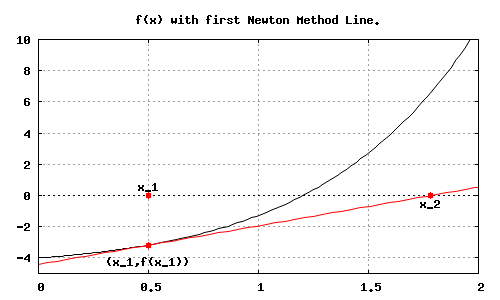 f(x) with first Newton Method Line.
10
8
6
4
2
x_1
0
x_2
-2
(x_1,f(x_1))
-4
0 0.5 1 1.5 2